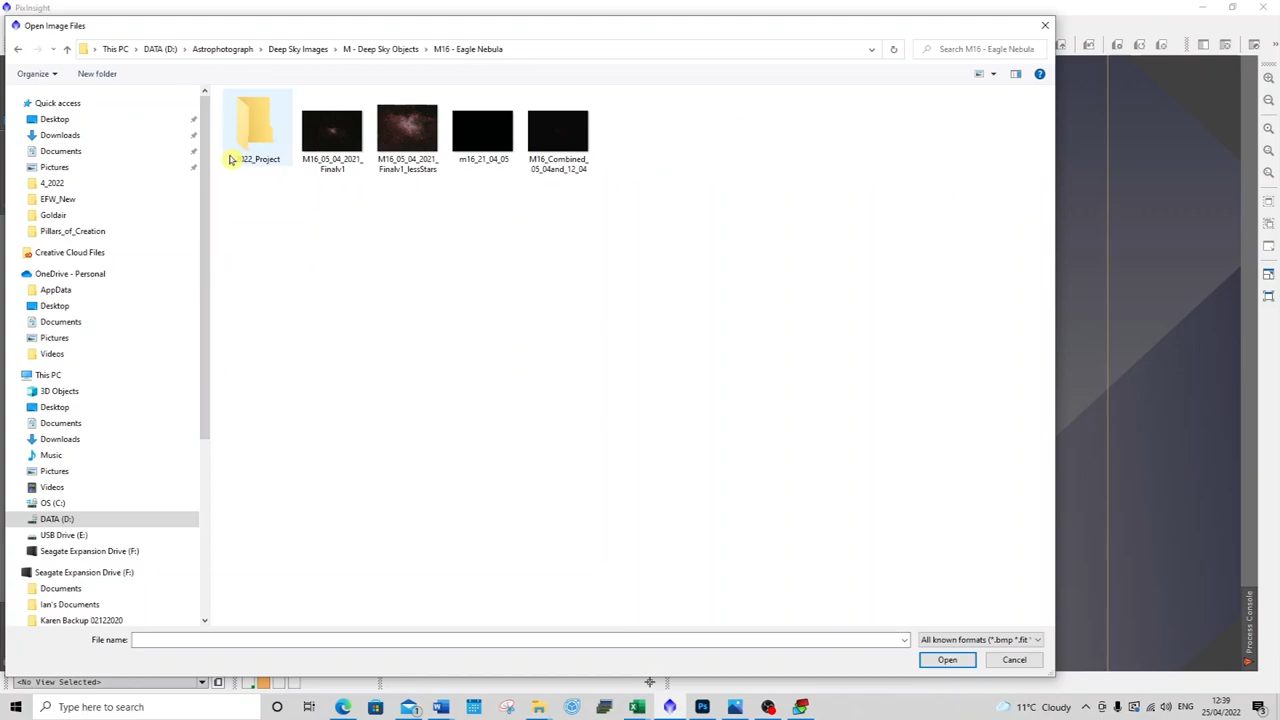 PixInsight
Open Image Files
This PC > DATA (D:) > Astrophotograph > Deep Sky Images > M - Deep Sky Objects > M16 - Eagle Nebula
Search M16 - Eagle Nebula
Organize
New folder
Quick access
Desktop
Downloads
Documents
Pictures
4_2022
EFW_New
Goldair
Pillars_of_Creation
Creative Cloud Files
OneDrive - Personal
AppData
Desktop
Documents
Pictures
Videos
This PC
3D Objects
Desktop
Documents
Downloads
Music
Pictures
Videos
OS (C:)
DATA (D:)
USB Drive (E:)
Seagate Expansion Drive (F:)
Seagate Expansion Drive (F:)
Documents
Ian's Documents
Karen Backup 02122020
022_Project
M16_05_04_2021_
Finalv1
M16_05_04_2021_
Finalv1_lessStars
m16_21_04_05
M16_Combined_
05_04and_12_04
File name:
All known formats (*.bmp *.fit
Open
Cancel
Process Console
<No View Selected>
Type here to search
11°C Cloudy
ENG
12:39
25/04/2022